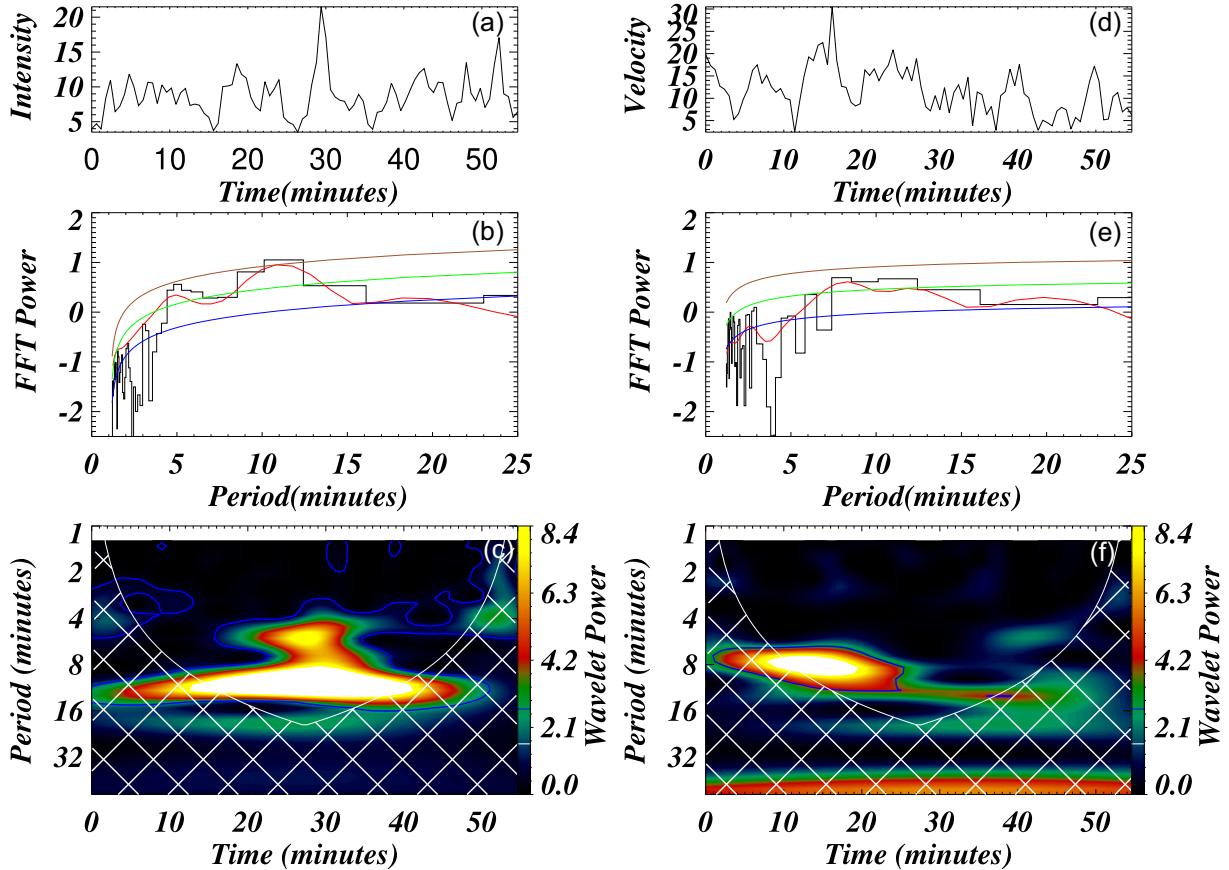 (a)
Intensity
20
15
10
5
0 10 20 30 40 50
Time(minutes)
(d)
Velocity
30
25
20
15
10
5
0 10 20 30 40 50
Time(minutes)
(b)
FFT Power
2
1
0
-1
-2
0 5 10 15 20 25
Period(minutes)
(e)
FFT Power
2
1
0
-1
-2
0 5 10 15 20 25
Period(minutes)
(c)
Period (minutes)
1
2
4
8
16
32
0 10 20 30 40 50
Time (minutes)
8.4
6.3
4.2
2.1
0.0
Wavelet Power
(f)
Period (minutes)
1
2
4
8
16
32
0 10 20 30 40 50
Time (minutes)
8.4
6.3
4.2
2.1
0.0
Wavelet Power